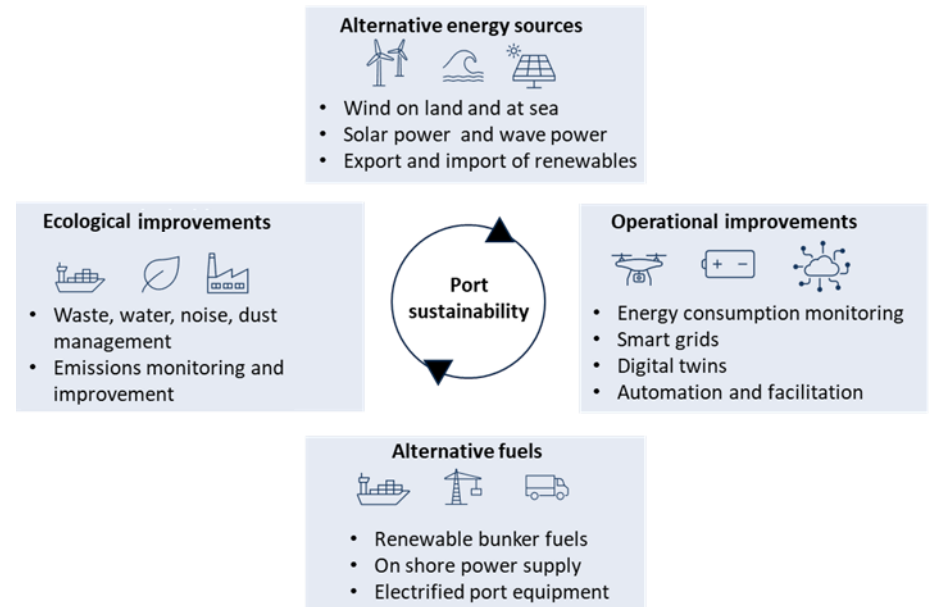 Alternative energy sources
• Wind on land and at sea
• Solar power and wave power
• Export and import of renewables
Ecological improvements
• Waste, water, noise, dust
management
• Emissions monitoring and
improvement
Port
sustainability
Operational improvements
+ −
• Energy consumption monitoring
• Smart grids
• Digital twins
• Automation and facilitation
Alternative fuels
• Renewable bunker fuels
• On shore power supply
• Electrified port equipment